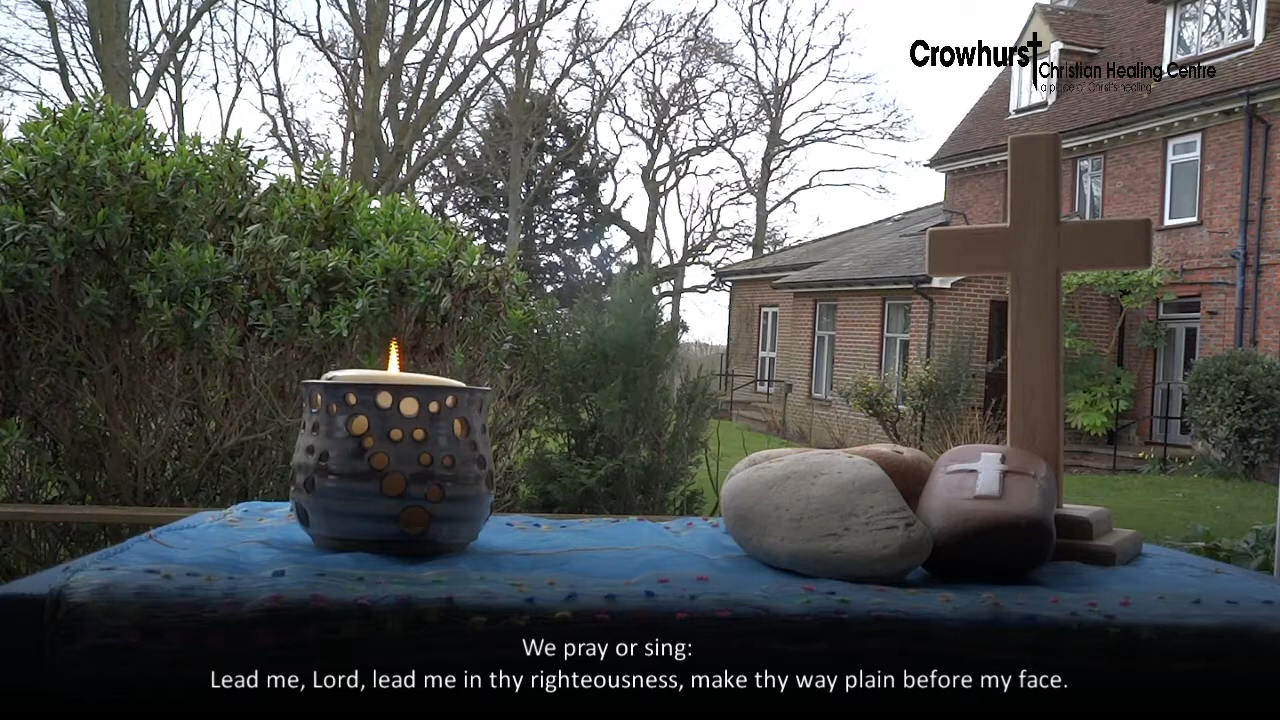 Crowhurst
Christian Healing Centre
a place of Christ's healing
We pray or sing:
Lead me, Lord, lead me in thy righteousness, make thy way plain before my face.